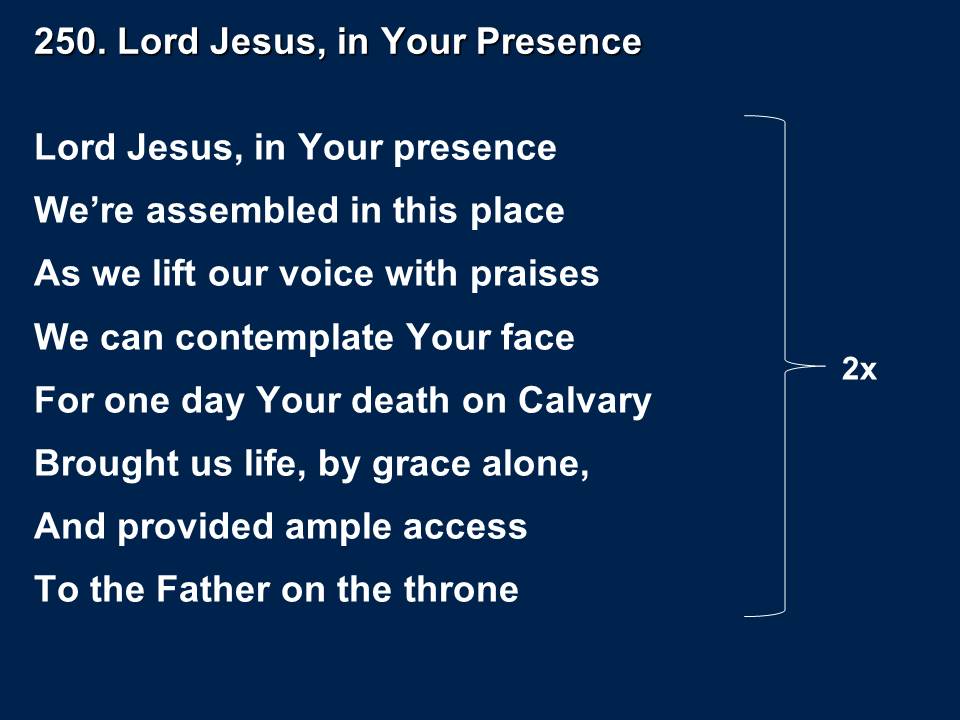 250. Lord Jesus, in Your Presence
Lord Jesus, in Your presence
We’re assembled in this place
As we lift our voice with praises
We can contemplate Your face
For one day Your death on Calvary
Brought us life, by grace alone,
And provided ample access
To the Father on the throne
2x